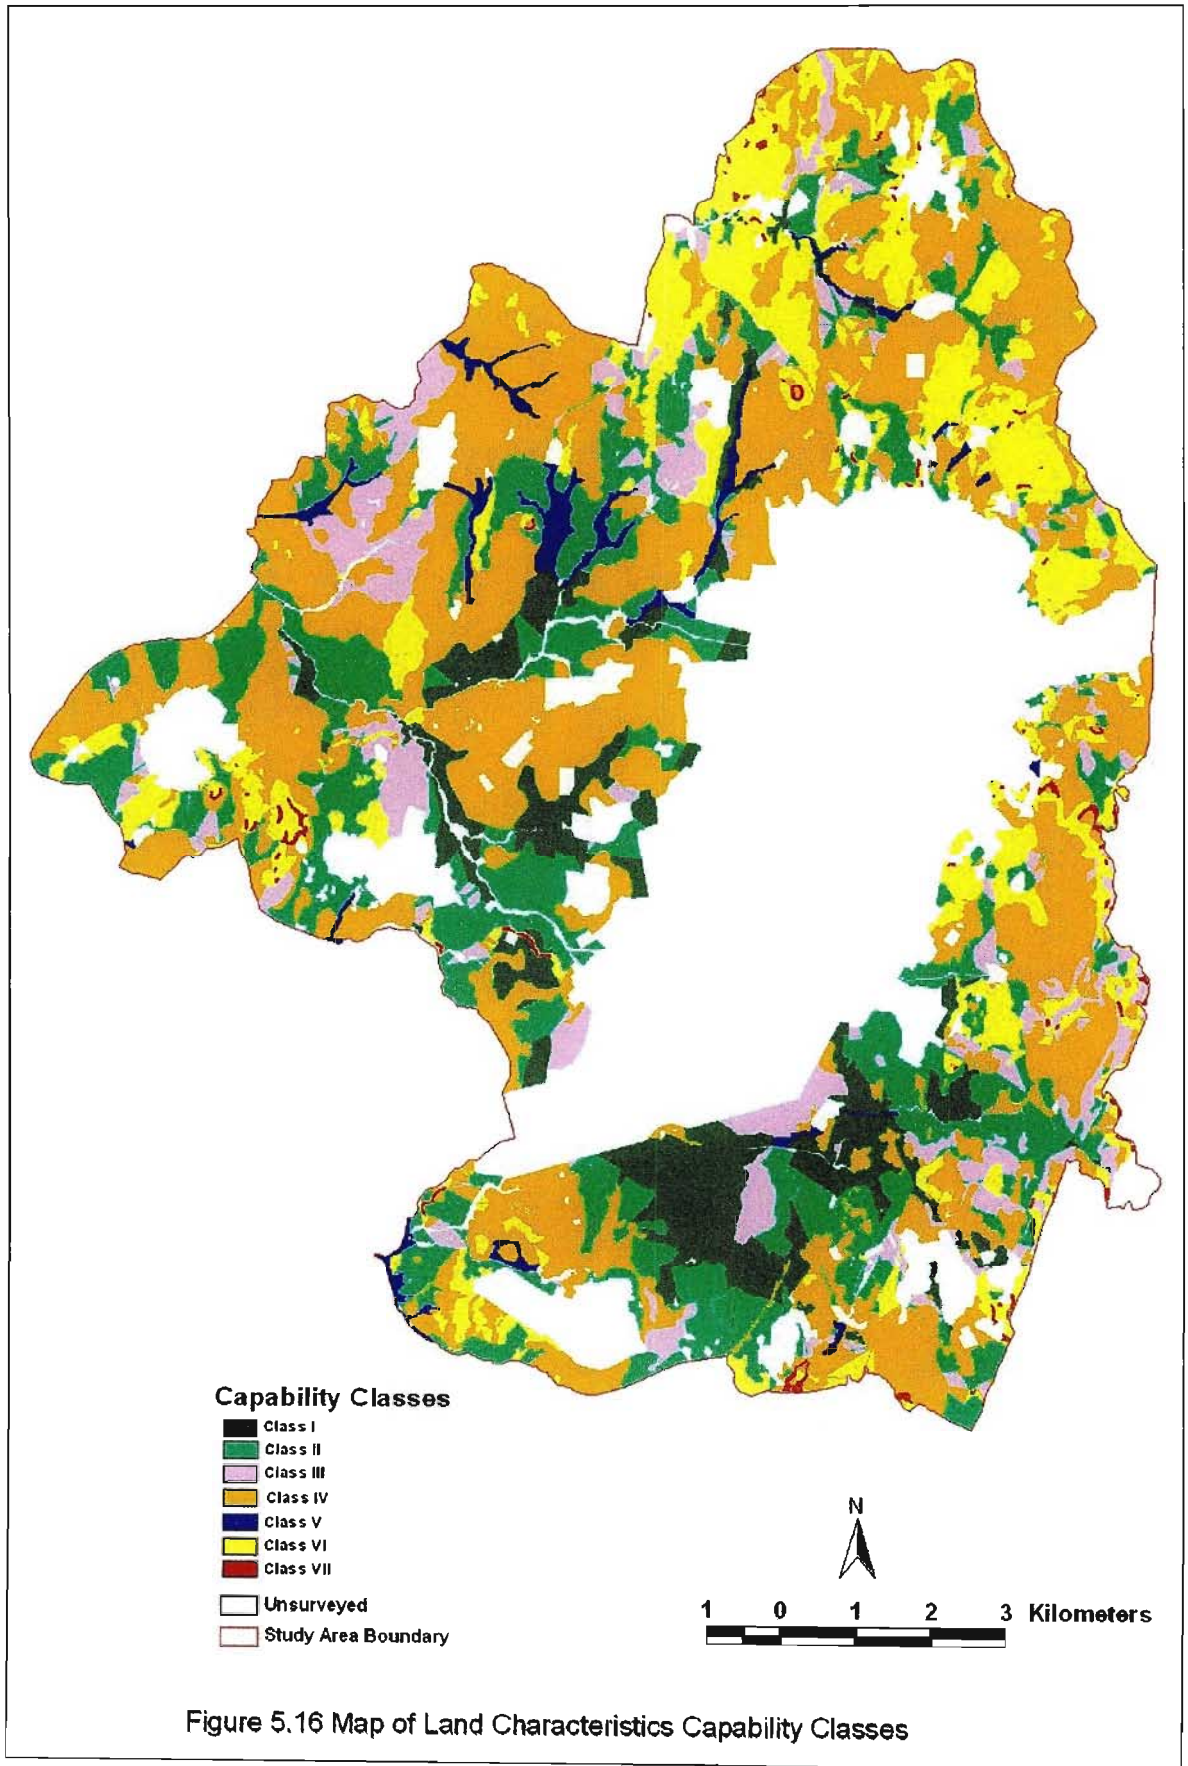 Capability Classes
Class I
Class II
Class III
Class IV
Class V
Class VI
Class VII
Unsurveyed
Study Area Boundary
N
1 0 1 2 3 Kilometers
Figure 5.16 Map of Land Characteristics Capability Classes